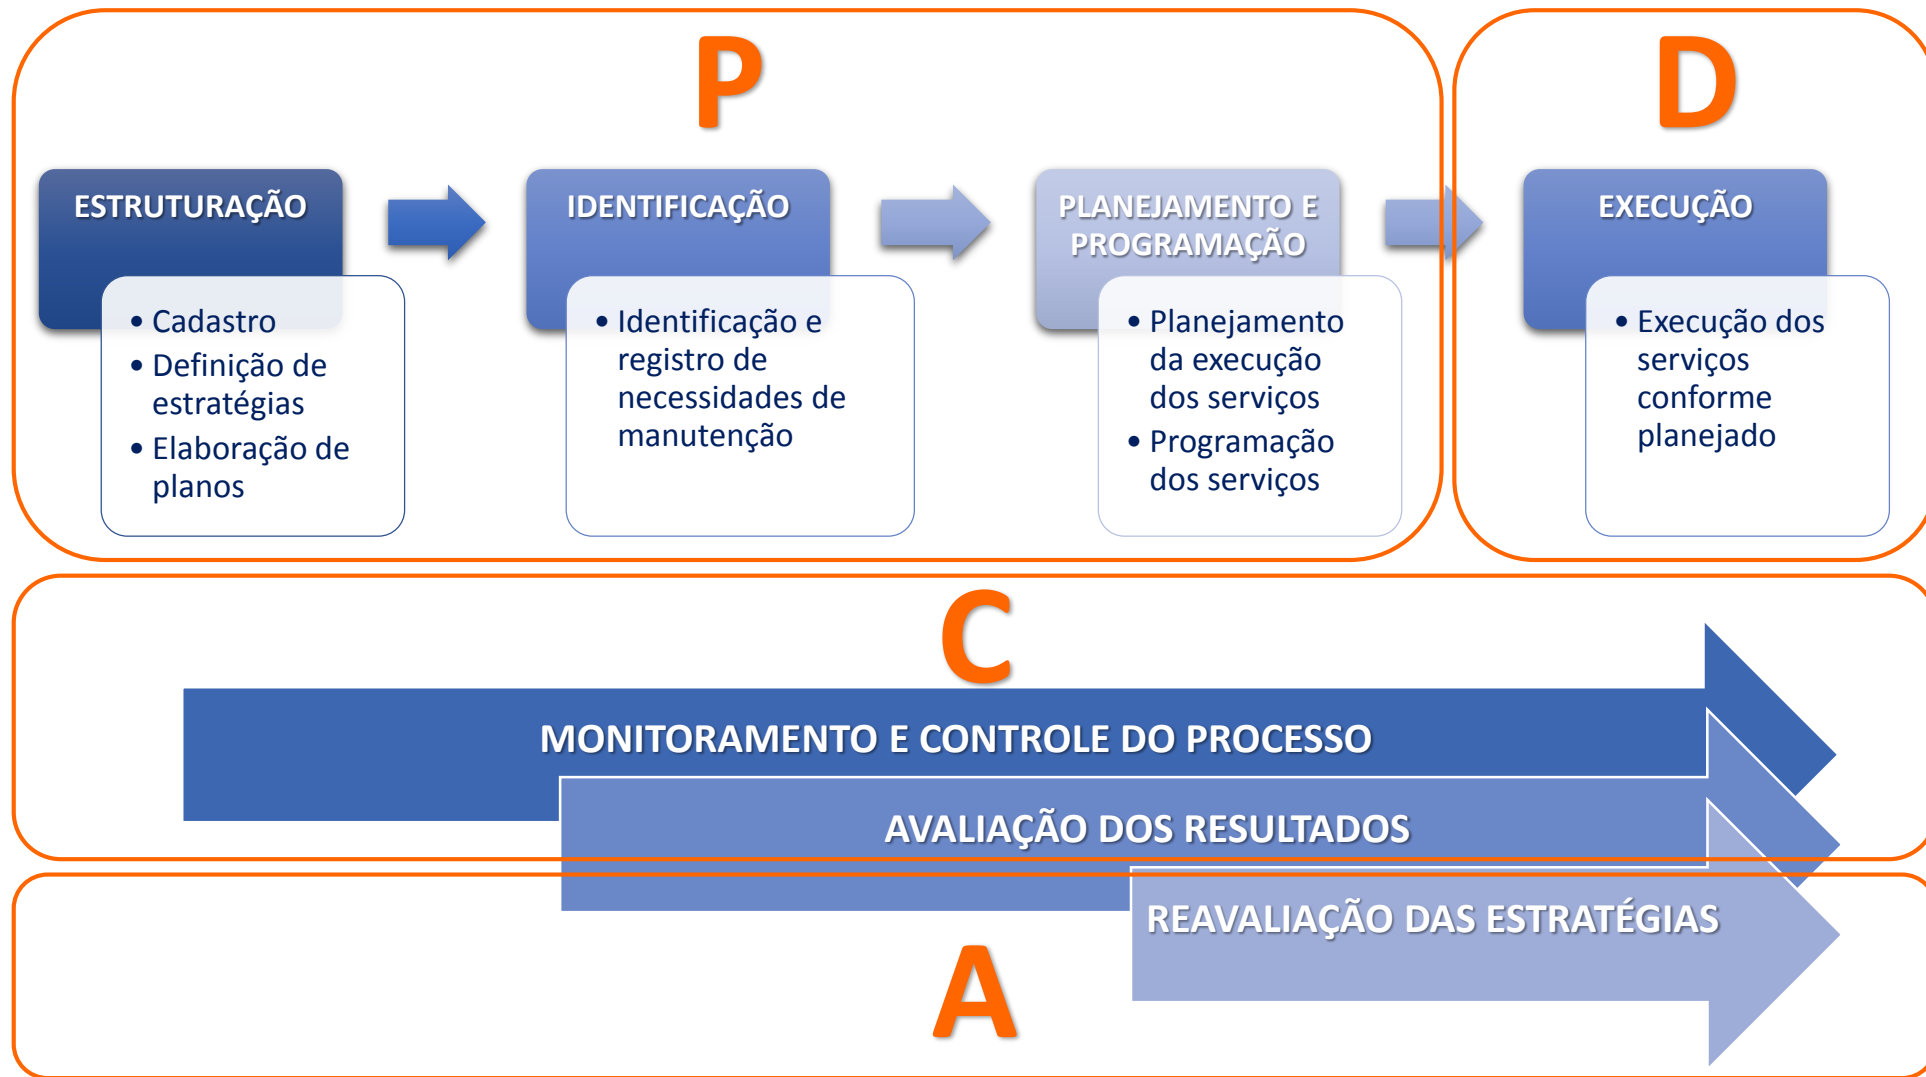 P
D
ESTRUTURAÇÃO
• Cadastro
• Definição de
estratégias
• Elaboração de
planos
IDENTIFICAÇÃO
• Identificação e
registro de
necessidades de
manutenção
PLANEJAMENTO E
PROGRAMAÇÃO
• Planejamento
da execução
dos serviços
• Programação
dos serviços
EXECUÇÃO
• Execução dos
serviços
conforme
planejado
C
MONITORAMENTO E CONTROLE DO PROCESSO
AVALIAÇÃO DOS RESULTADOS
REAVALIAÇÃO DAS ESTRATÉGIAS
A